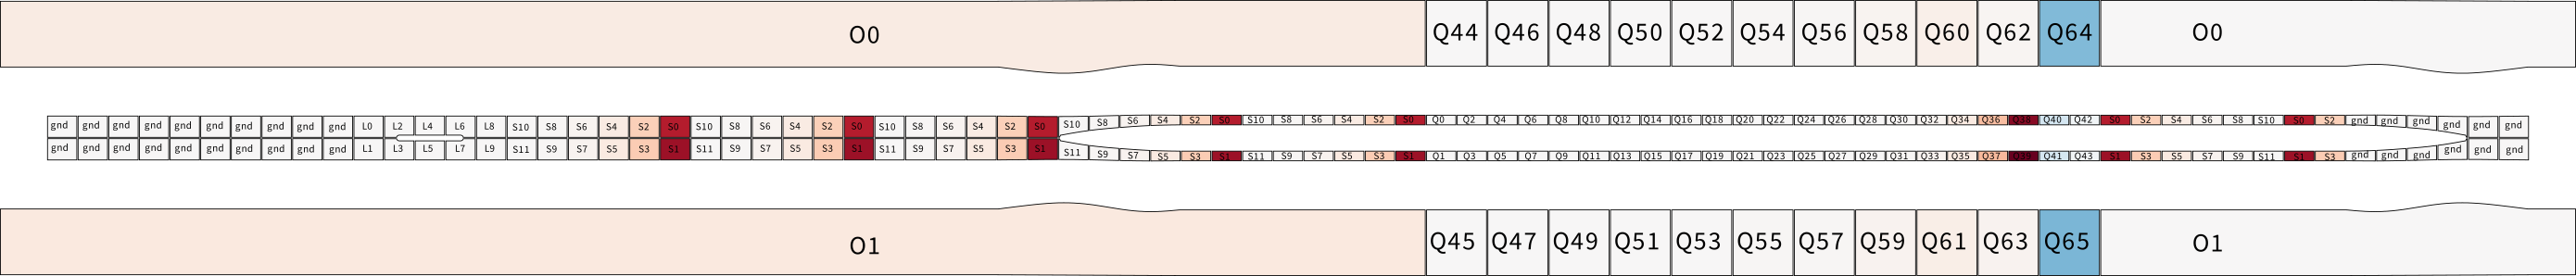 O0 Q44 Q46 Q48 Q50 Q52 Q54 Q56 Q58 Q60 Q62 Q64 O0
gnd gnd gnd gnd gnd gnd gnd gnd gnd gnd L0 L2 L4 L6 L8 S10 S8 S6 S4 S2 S0 S10 S8 S6 S4 S2 S0 S10 S8 S6 S4 S2 S0 S10 S8 S6 S4 S2 S0 S10 S8 S6 S4 S2 S0 Q0 Q2 Q4 Q6 Q8 Q10 Q12 Q14 Q16 Q18 Q20 Q22 Q24 Q26 Q28 Q30 Q32 Q34 Q36 Q38 Q40 Q42 S0 S2 S4 S6 S8 S10 S0 S2 gnd gnd gnd gnd gnd gnd
gnd gnd gnd gnd gnd gnd gnd gnd gnd gnd L1 L3 L5 L7 L9 S11 S9 S7 S5 S3 S1 S11 S9 S7 S5 S3 S1 S11 S9 S7 S5 S3 S1 S11 S9 S7 S5 S3 S1 S11 S9 S7 S5 S3 S1 Q1 Q3 Q5 Q7 Q9 Q11 Q13 Q15 Q17 Q19 Q21 Q23 Q25 Q27 Q29 Q31 Q33 Q35 Q37 Q39 Q41 Q43 S1 S3 S5 S7 S9 S11 S1 S3 gnd gnd gnd gnd gnd gnd
O1 Q45 Q47 Q49 Q51 Q53 Q55 Q57 Q59 Q61 Q63 Q65 O1